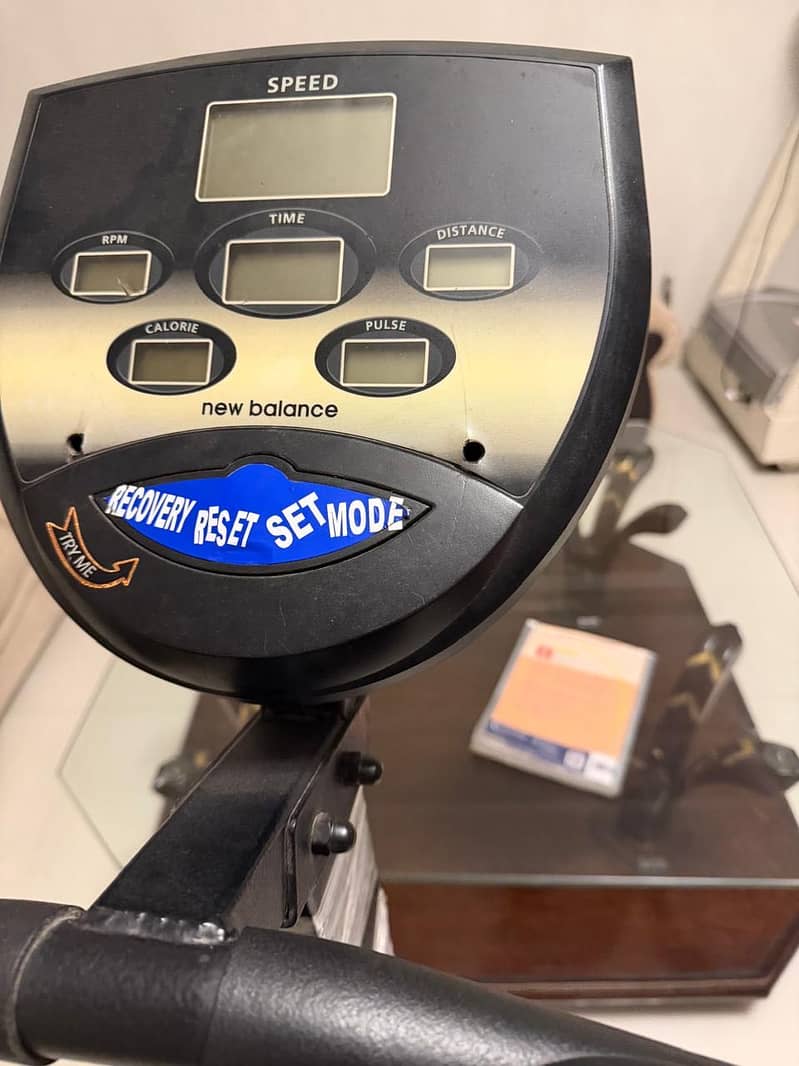 SPEED
TIME
RPM
DISTANCE
CALORIE
PULSE
new balance
RECOVERY RESET SET MODE
TRY ME